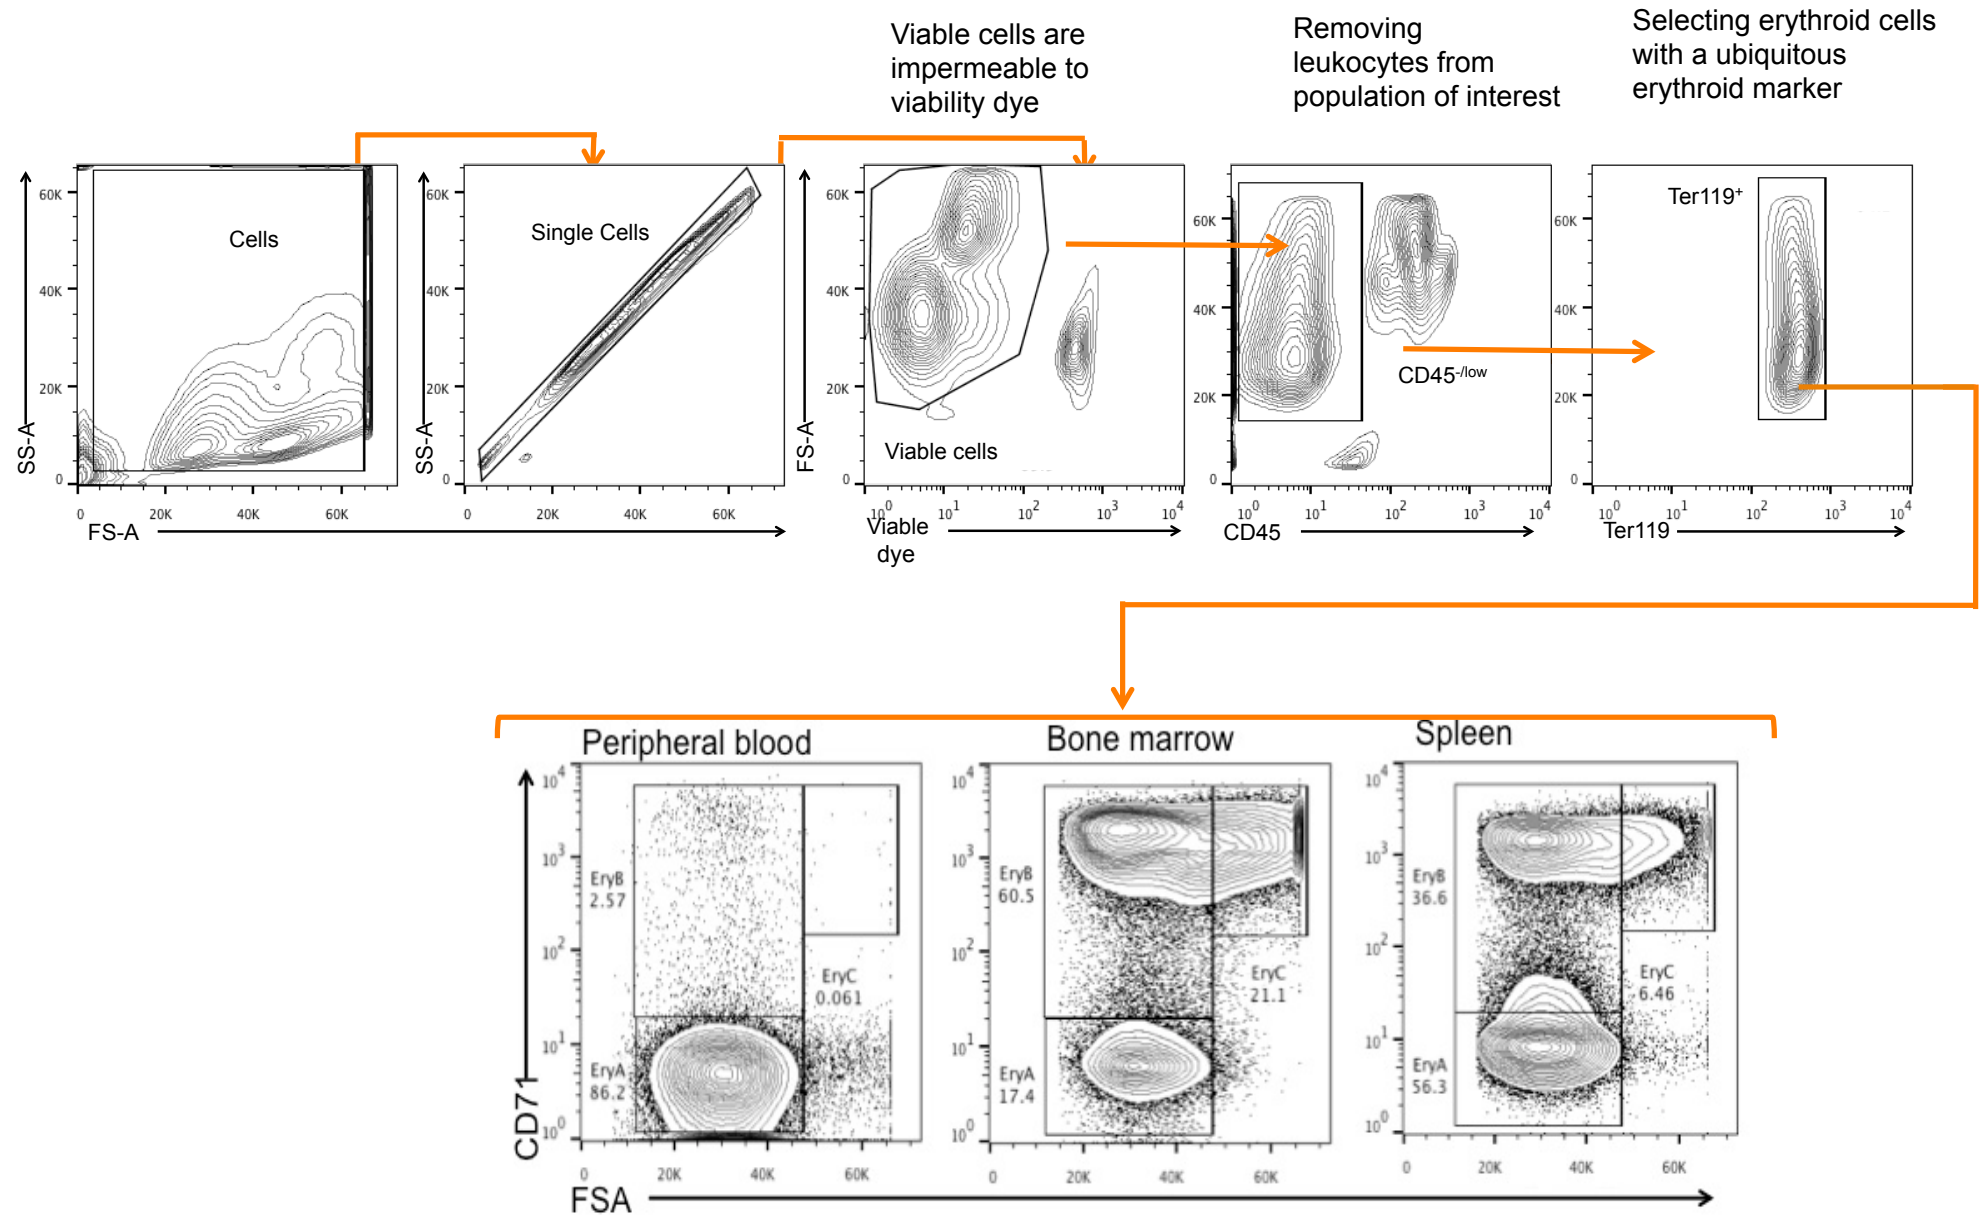 Viable cells are
impermeable to
viability dye
Removing
leukocytes from
population of interest
Selecting erythroid cells
with a ubiquitous
erythroid marker
SS-A
60K
40K
20K
0
Cells
0 20K 40K 60K
FS-A
SS-A
60K
40K
20K
0
Single Cells
0 20K 40K 60K
FS-A
60K
40K
20K
0
Viable cells
10^0 10^1 10^2 10^3 10^4
Viable
dye
60K
40K
20K
0
CD45-/low
10^0 10^1 10^2 10^3 10^4
CD45
60K
40K
20K
0
Ter119+
10^0 10^1 10^2 10^3 10^4
Ter119
Peripheral blood
CD71
10^4
10^3
10^2
10^1
10^0
EryB
2.57
EryC
0.061
EryA
86.2
0 20K 40K 60K
Bone marrow
10^4
10^3
10^2
10^1
10^0
EryB
60.5
EryC
21.1
EryA
17.4
0 20K 40K 60K
Spleen
10^4
10^3
10^2
10^1
10^0
EryB
36.6
EryC
6.46
EryA
56.3
0 20K 40K 60K
FSA